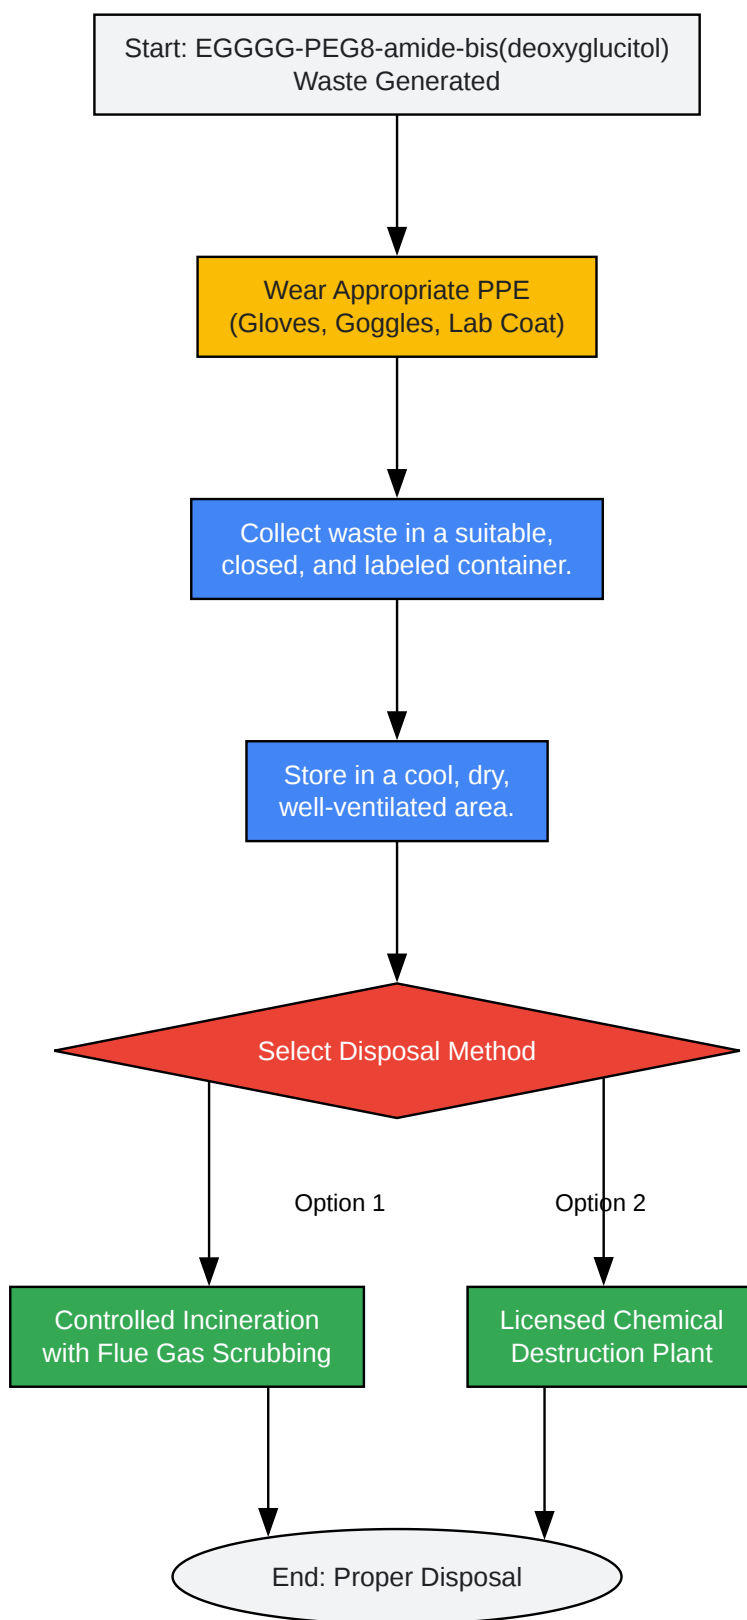 Start: EGGGG-PEG8-amide-bis(deoxyglucitol)
Waste Generated
Wear Appropriate PPE
(Gloves, Goggles, Lab Coat)
Collect waste in a suitable,
closed, and labeled container.
Store in a cool, dry,
well-ventilated area.
Select Disposal Method
Option 1
Option 2
Controlled Incineration
with Flue Gas Scrubbing
Licensed Chemical
Destruction Plant
End: Proper Disposal